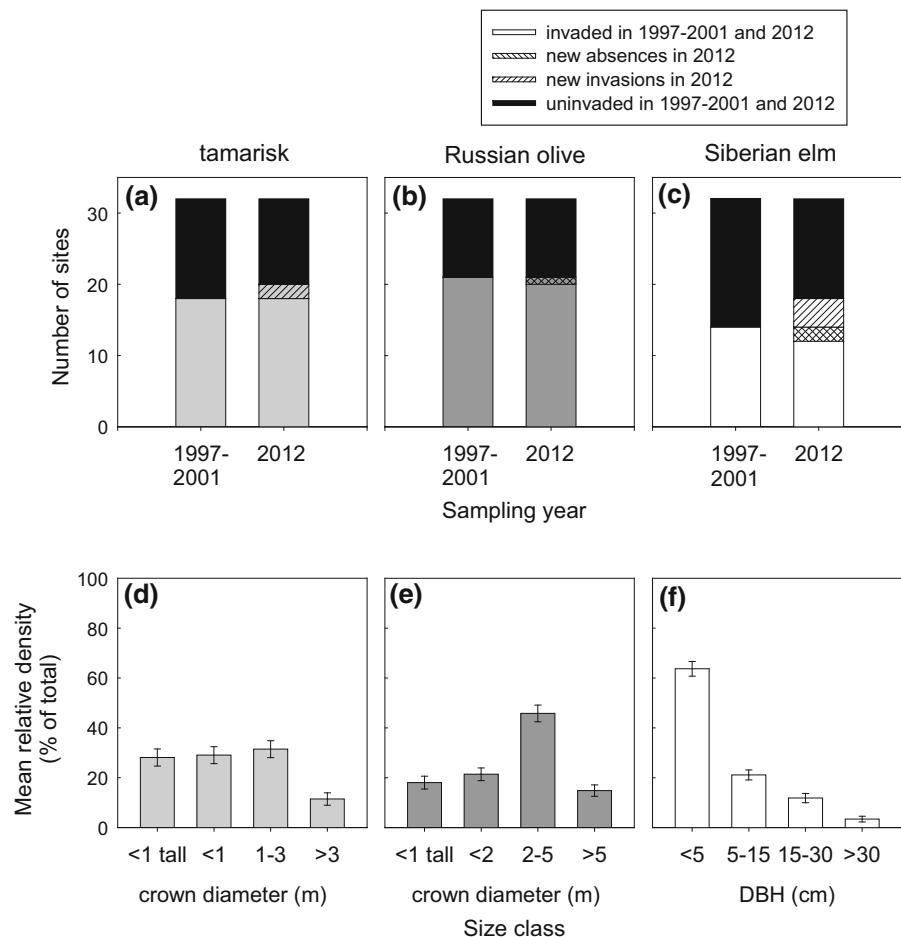 invaded in 1997-2001 and 2012
new absences in 2012
new invasions in 2012
uninvaded in 1997-2001 and 2012
tamarisk
Russian olive
Siberian elm
(a)
(b)
(c)
Number of sites
30
20
10
0
1997-
2001
2012
1997-
2001
2012
1997-
2001
2012
Sampling year
(d)
(e)
(f)
Mean relative density
(% of total)
100
80
60
40
20
0
<1 tall <1 1-3 >3
<1 tall <2 2-5 >5
<5 5-15 15-30 >30
crown diameter (m)
crown diameter (m)
DBH (cm)
Size class